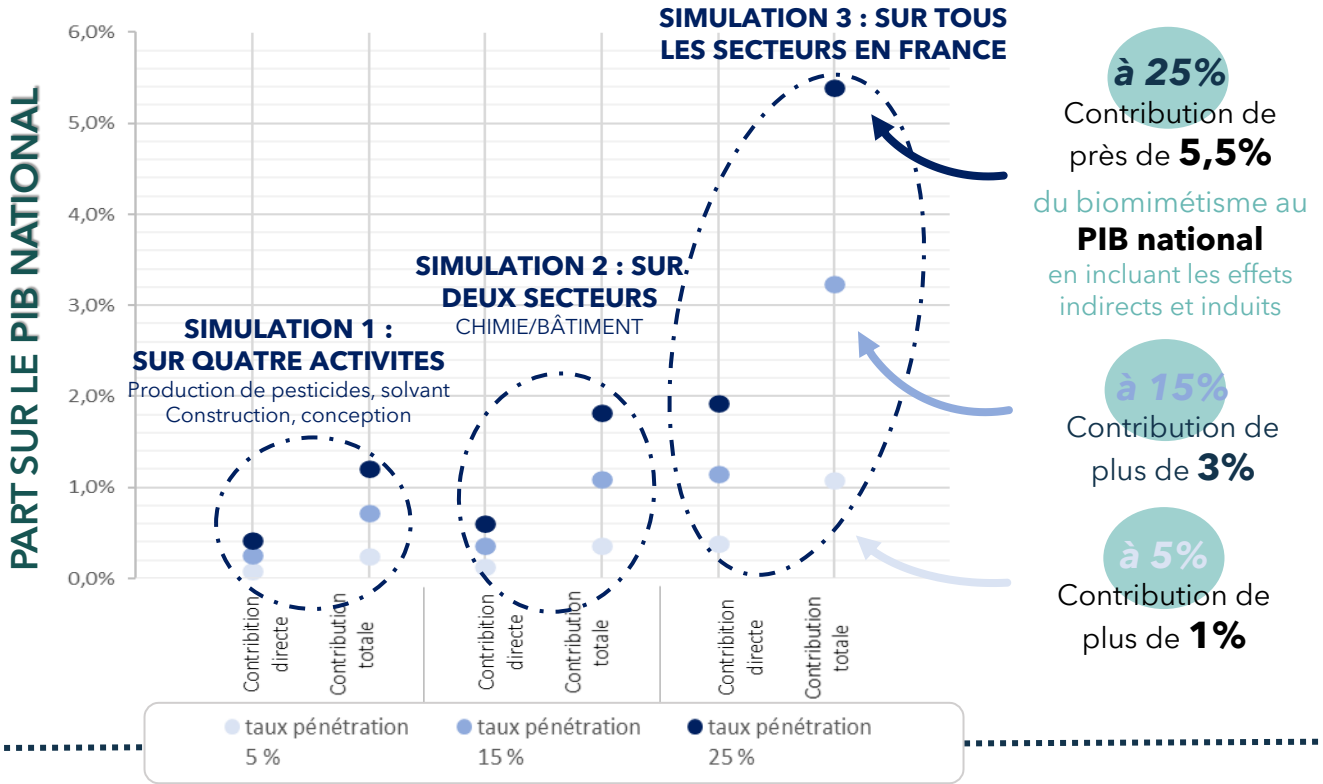 PART SUR LE PIB NATIONAL
6,0%
5,0%
4,0%
3,0%
2,0%
1,0%
0,0%
SIMULATION 1 :
SUR QUATRE ACTIVITES
Production de pesticides, solvant
Construction, conception
SIMULATION 2 : SUR
DEUX SECTEURS
CHIMIE/BÂTIMENT
SIMULATION 3 : SUR TOUS
LES SECTEURS EN FRANCE
Contribition
directe
Contribution
totale
Contribition
directe
Contribution
totale
Contribition
directe
Contribution
totale
taux pénétration
5 %
taux pénétration
15 %
taux pénétration
25 %
à 25%
Contribution de
près de 5,5%
du biomimétisme au
PIB national
en incluant les effets
indirects et induits
à 15%
Contribution de
plus de 3%
à 5%
Contribution de
plus de 1%